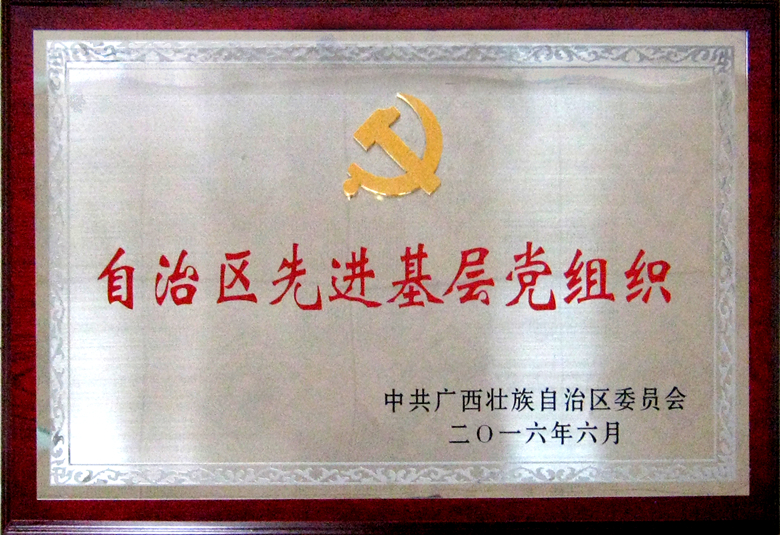 自治区先进基层党组织
中共广西壮族自治区委员会
二〇一六年六月